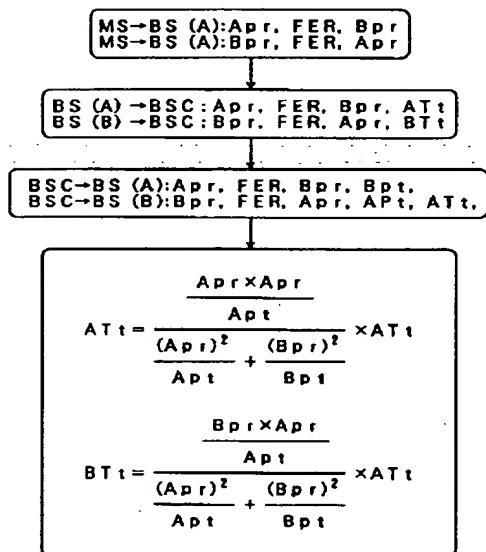 MS→BS (A):Apr, FER, Bpr
MS→BS (A):Bpr, FER, Apr
BS (A) →BSC:Apr, FER, Bpr, ATt
BS (B) →BSC:Bpr, FER, Apr, BTt
BSC→BS (A):Apr, FER, Bpr, Bpt,
BSC→BS (B):Bpr, FER, Apr, APt, ATt,
Apr×Apr
Apt
ATt= ×ATt
(Apr)² + (Bpr)²
Apt Bpt
Bpr×Apr
Apt
BTt= ×ATt
(Apr)² + (Bpr)²
Apt Bpt